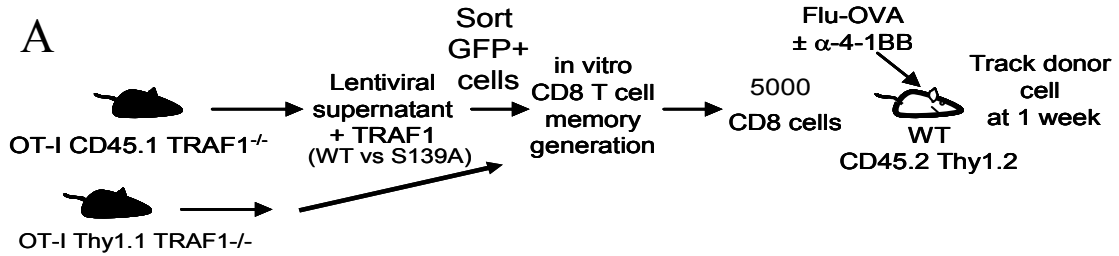 A
OT-I CD45.1 TRAF1-/-
Lentiviral
supernatant
+ TRAF1
(WT vs S139A)
Sort
GFP+
cells
in vitro
CD8 T cell
memory
generation
5000
CD8 cells
Flu-OVA
± α-4-1BB
WT
CD45.2 Thy1.2
Track donor
cell
at 1 week
OT-I Thy1.1 TRAF1-/-